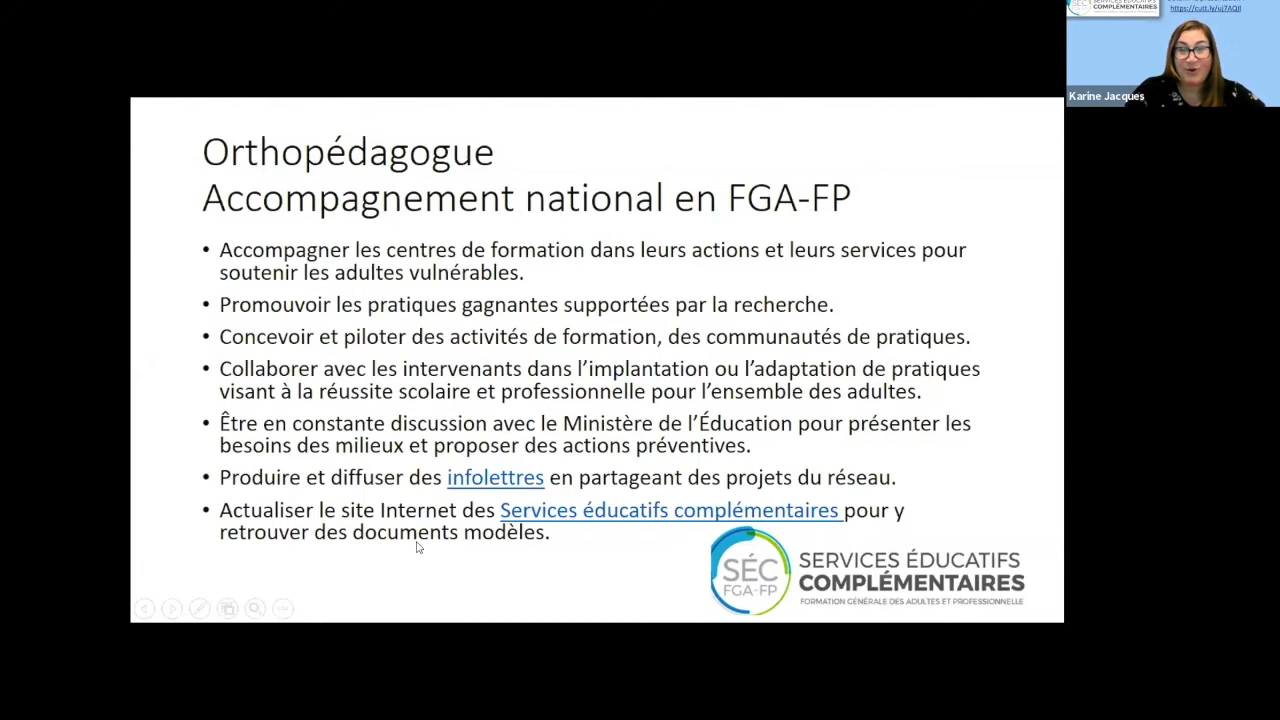 SERVICES ÉDUCATIFS
COMPLÉMENTAIRES
https://cutt.ly/uj7AQIl
Karine Jacques
Orthopédagogue
Accompagnement national en FGA-FP
• Accompagner les centres de formation dans leurs actions et leurs services pour
soutenir les adultes vulnérables.
• Promouvoir les pratiques gagnantes supportées par la recherche.
• Concevoir et piloter des activités de formation, des communautés de pratiques.
• Collaborer avec les intervenants dans l’implantation ou l’adaptation de pratiques
visant à la réussite scolaire et professionnelle pour l’ensemble des adultes.
• Être en constante discussion avec le Ministère de l’Éducation pour présenter les
besoins des milieux et proposer des actions préventives.
• Produire et diffuser des infolettres en partageant des projets du réseau.
• Actualiser le site Internet des Services éducatifs complémentaires pour y
retrouver des documents modèles.
SÉC
FGA-FP
SERVICES ÉDUCATIFS
COMPLÉMENTAIRES
FORMATION GÉNÉRALE DES ADULTES ET PROFESSIONNELLE